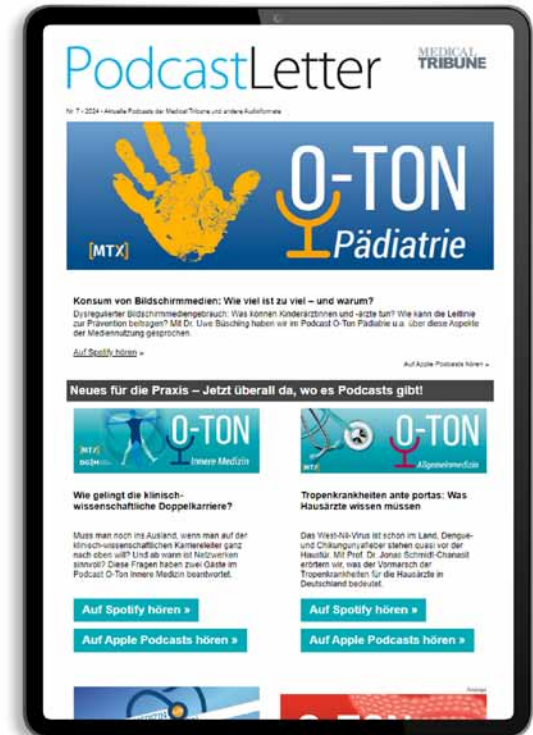 PodcastLetter
MEDICAL
TRIBUNE
Nr. 7 - 2024 - Aktuelle Podcasts der Medical Tribune und andere Audioformate
O-TON
Pädiatrie
[MTX]
Konsum von Bildschirmmedien: Wie viel ist zu viel – und warum?
Dysregulierter Bildschirmmediengebrauch: Was können Kinderärztinnen und -ärzte tun? Wie kann die Leitlinie
zur Prävention beitragen? Mit Dr. Uwe Büsching haben wir im Podcast O-Ton Pädiatrie u.a. über diese Aspekte
der Mediennutzung gesprochen.
Auf Spotify hören »
Auf Apple Podcasts hören »
Neues für die Praxis – Jetzt überall da, wo es Podcasts gibt!
O-TON
Innere Medizin
[MTX]
DGIM
Wie gelingt die klinisch-
wissenschaftliche Doppelkarriere?
Muss man noch ins Ausland, wenn man auf der
klinisch-wissenschaftlichen Karriereleiter ganz
nach oben will? Und ab wann ist Netzwerken
sinnvoll? Diese Fragen haben zwei Gäste im
Podcast O-Ton Innere Medizin beantwortet.
Auf Spotify hören »
Auf Apple Podcasts hören »
O-TON
Allgemeinmedizin
[MTX]
Tropenkrankheiten ante portas: Was
Hausärzte wissen müssen
Das West-Nil-Virus ist schon im Land, Dengue-
und Chikungunyafieber stehen quasi vor der
Haustür. Mit Prof. Dr. Jonas Schmidt-Chanasit
erörtern wir, was der Vormarsch der
Tropenkrankheiten für die Hausärzte in
Deutschland bedeutet.
Auf Spotify hören »
Auf Apple Podcasts hören »
Anzeige